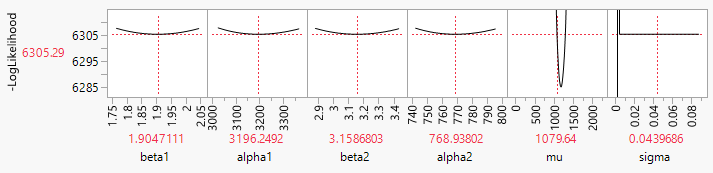 -LogLikelihood
6305.29
6305
6295
6285
1.75 1.8 1.85 1.9 1.95 2 2.05
3000 3100 3200 3300
2.9 3 3.1 3.2 3.3 3.4
740 750 760 770 780 790 800
0 500 1000 1500 2000
0 0.02 0.04 0.06 0.08
1.9047111 3196.2492 3.1586803 768.93802 1079.64 0.0439686
beta1 alpha1 beta2 alpha2 mu sigma